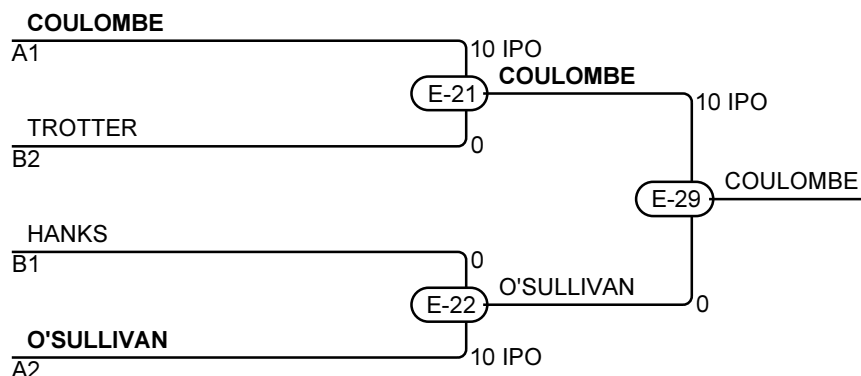 COULOMBE
A1
10 IPO
E-21
COULOMBE
TROTTER
B2
0
10 IPO
E-29
COULOMBE
HANKS
B1
0
E-22
O'SULLIVAN
0
O'SULLIVAN
A2
10 IPO